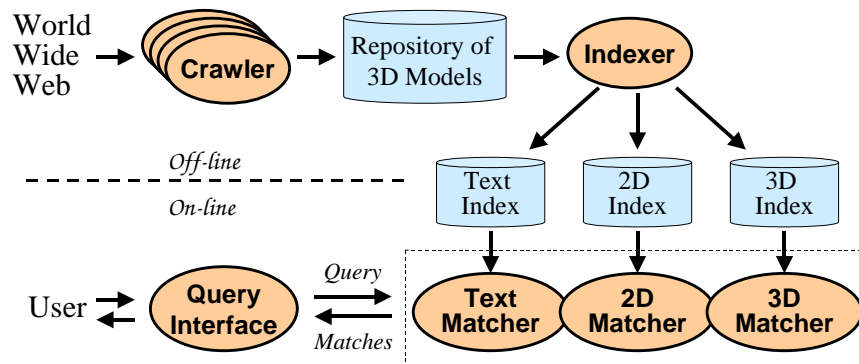 World
Wide
Web
Crawler
Repository of
3D Models
Indexer
Off-line
On-line
Text
Index
2D
Index
3D
Index
User
Query
Interface
Query
Matches
Text
Matcher
2D
Matcher
3D
Matcher